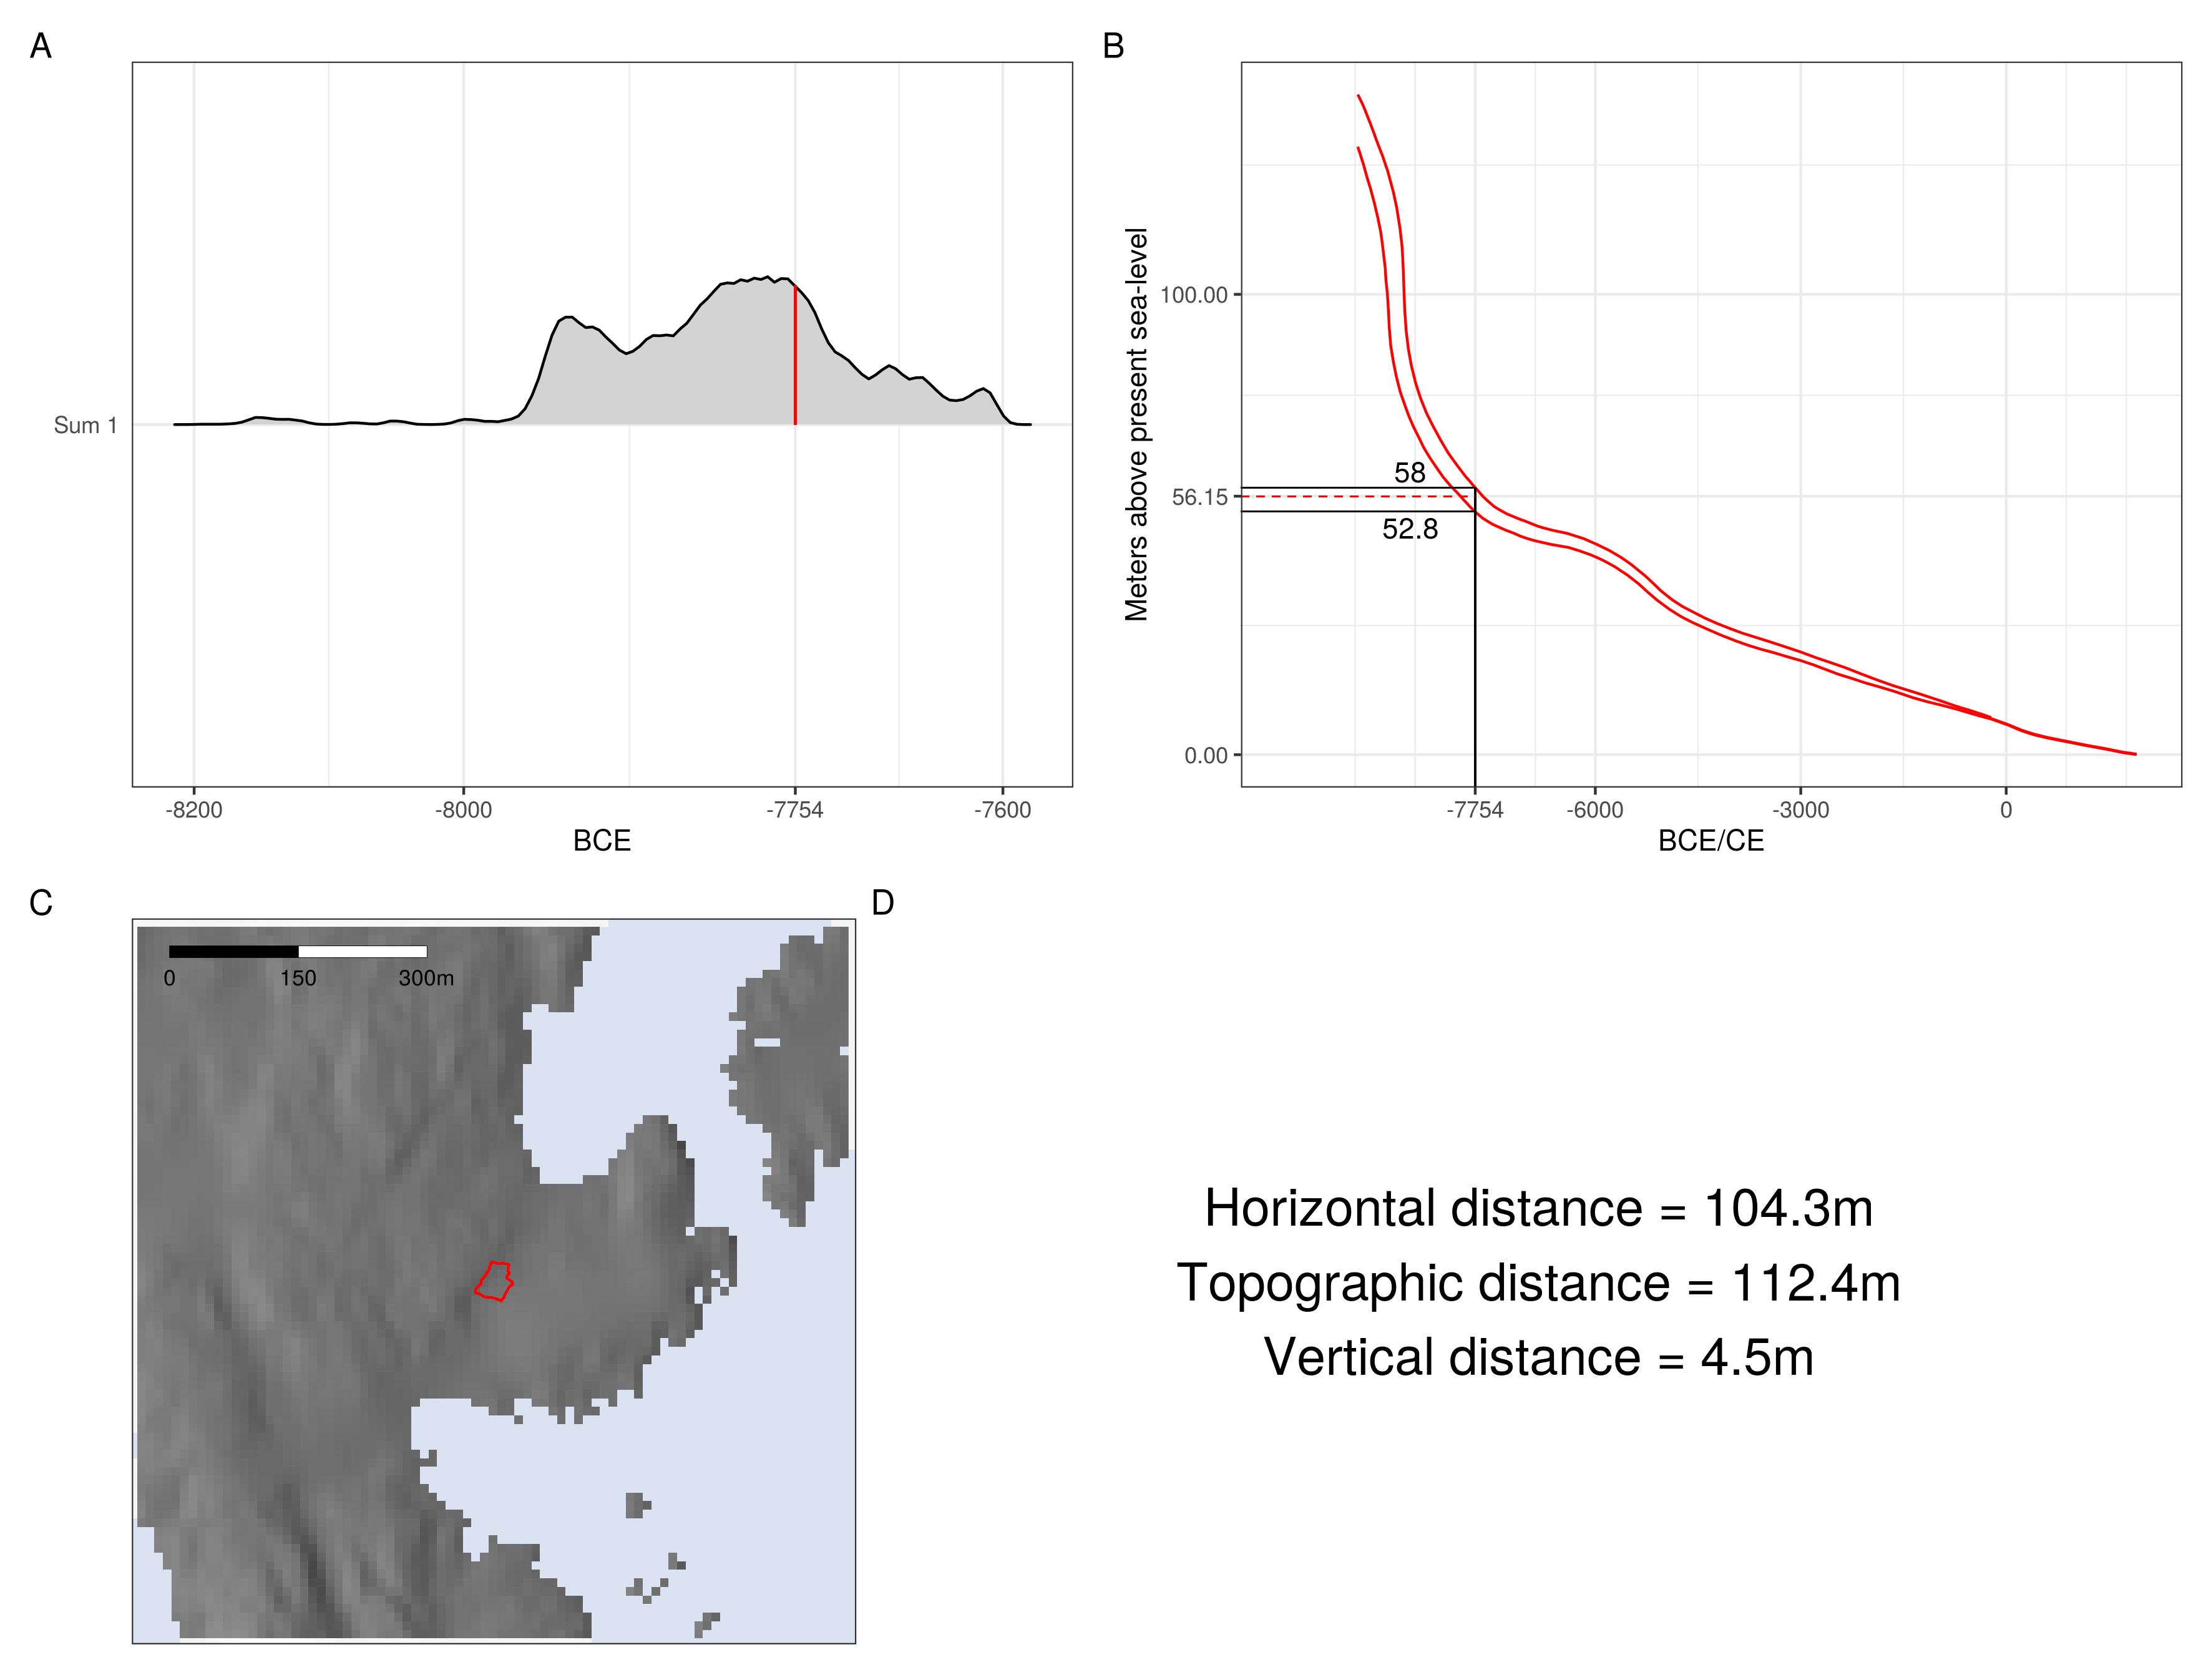 A
Sum 1
-8200 -8000 -7754 -7600
BCE
B
Meters above present sea-level
100.00
58
56.15
52.8
0.00
-7754 -6000 -3000 0
BCE/CE
C
0 150 300m
D
Horizontal distance = 104.3m
Topographic distance = 112.4m
Vertical distance = 4.5m